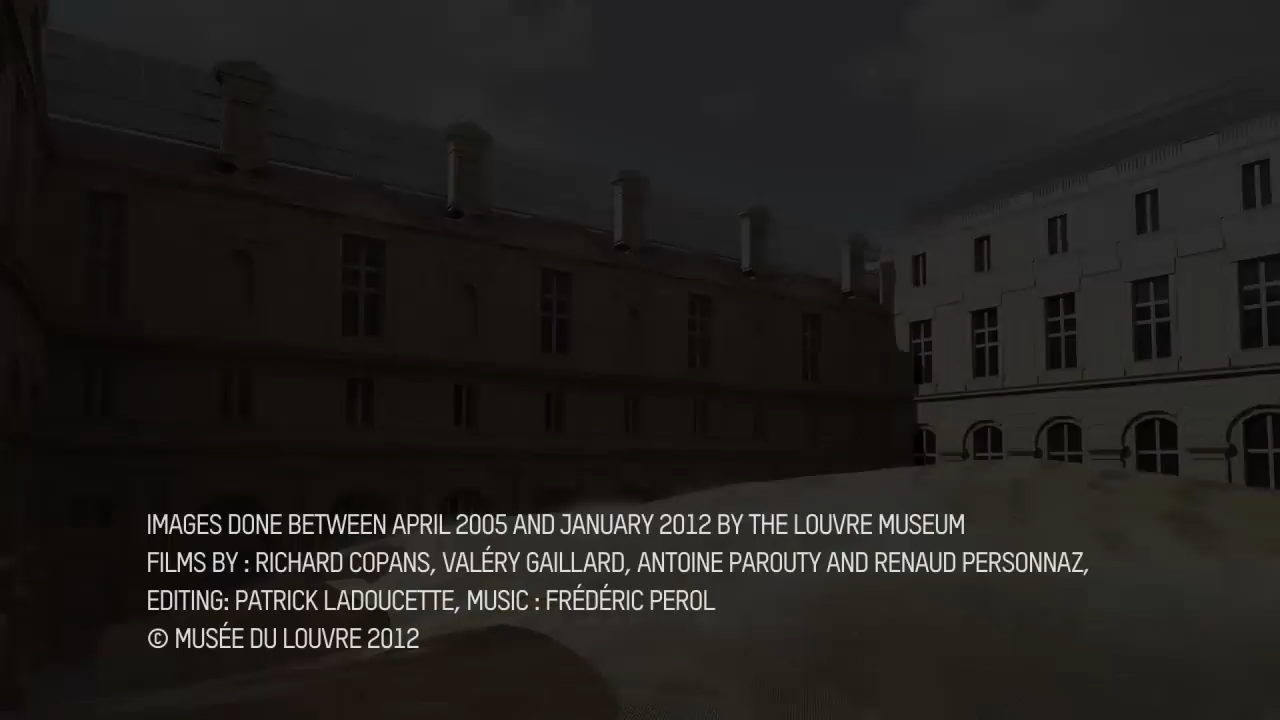 IMAGES DONE BETWEEN APRIL 2005 AND JANUARY 2012 BY THE LOUVRE MUSEUM
FILMS BY : RICHARD COPANS, VALÉRY GAILLARD, ANTOINE PAROUTY AND RENAUD PERSONNAZ,
EDITING: PATRICK LADOUCETTE, MUSIC : FRÉDÉRIC PEROL
© MUSÉE DU LOUVRE 2012